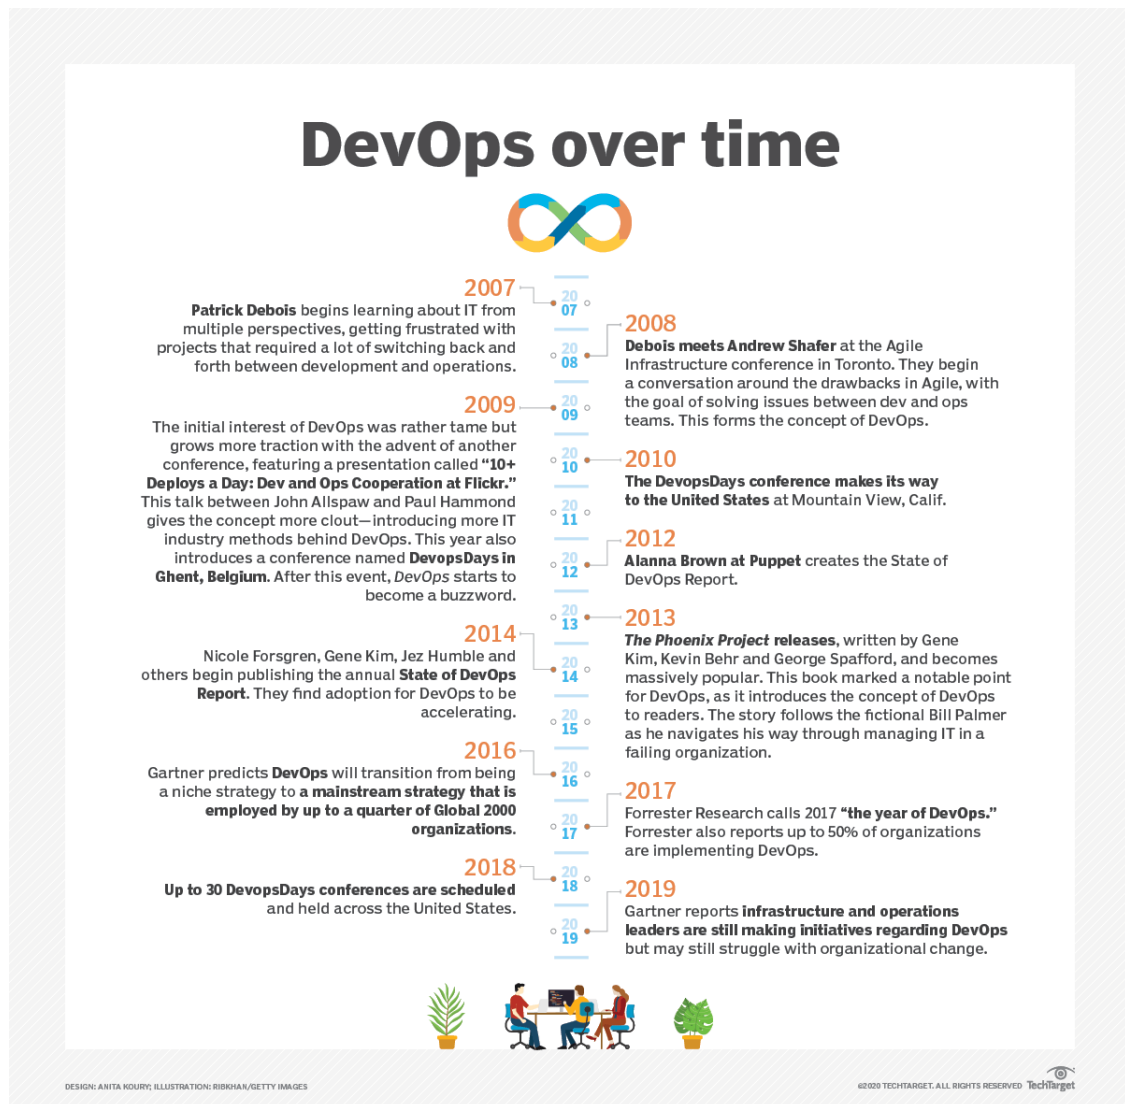 DevOps over time
2007
Patrick Debois begins learning about IT from
multiple perspectives, getting frustrated with
projects that required a lot of switching back and
forth between development and operations.
20
07
2008
Debois meets Andrew Shafer at the Agile
Infrastructure conference in Toronto. They begin
a conversation around the drawbacks in Agile, with
the goal of solving issues between dev and ops
teams. This forms the concept of DevOps.
20
08
2009
The initial interest of DevOps was rather tame but
grows more traction with the advent of another
conference, featuring a presentation called “10+
Deploys a Day: Dev and Ops Cooperation at Flickr.”
This talk between John Allspaw and Paul Hammond
gives the concept more clout—introducing more IT
industry methods behind DevOps. This year also
introduces a conference named DevopsDays in
Ghent, Belgium. After this event, DevOps starts to
become a buzzword.
20
09
2010
The DevopsDays conference makes its way
to the United States at Mountain View, Calif.
20
10
20
11
2012
Alanna Brown at Puppet creates the State of
DevOps Report.
20
12
2013
The Phoenix Project releases, written by Gene
Kim, Kevin Behr and George Spafford, and becomes
massively popular. This book marked a notable point
for DevOps, as it introduces the concept of DevOps
to readers. The story follows the fictional Bill Palmer
as he navigates his way through managing IT in a
failing organization.
20
13
2014
Nicole Forsgren, Gene Kim, Jez Humble and
others begin publishing the annual State of DevOps
Report. They find adoption for DevOps to be
accelerating.
20
14
20
15
2016
Gartner predicts DevOps will transition from being
a niche strategy to a mainstream strategy that is
employed by up to a quarter of Global 2000
organizations.
20
16
2017
Forrester Research calls 2017 “the year of DevOps.”
Forrester also reports up to 50% of organizations
are implementing DevOps.
20
17
2018
Up to 30 DevopsDays conferences are scheduled
and held across the United States.
20
18
2019
Gartner reports infrastructure and operations
leaders are still making initiatives regarding DevOps
but may still struggle with organizational change.
20
19
DESIGN: ANITA KOURY; ILLUSTRATION: RIBKHAN/GETTY IMAGES
©2020 TECHTARGET. ALL RIGHTS RESERVED TechTarget